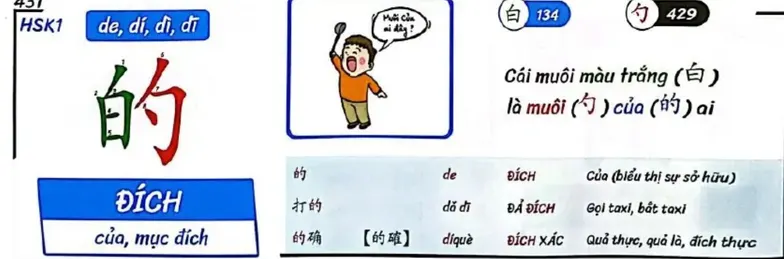 431
HSK1
de, dí, dì, dī
的
ĐÍCH
của, mục đích
Muôi của
ai đây?
白 134
勺 429
Cái muôi màu trắng (白)
là muôi (勺) của (的) ai
的 de ĐÍCH Của (biểu thị sự sở hữu)
打的 dǎ dī ĐẢ ĐÍCH Gọi taxi, bắt taxi
的确 【的確】 díquè ĐÍCH XÁC Quả thực, quả là, đích thực